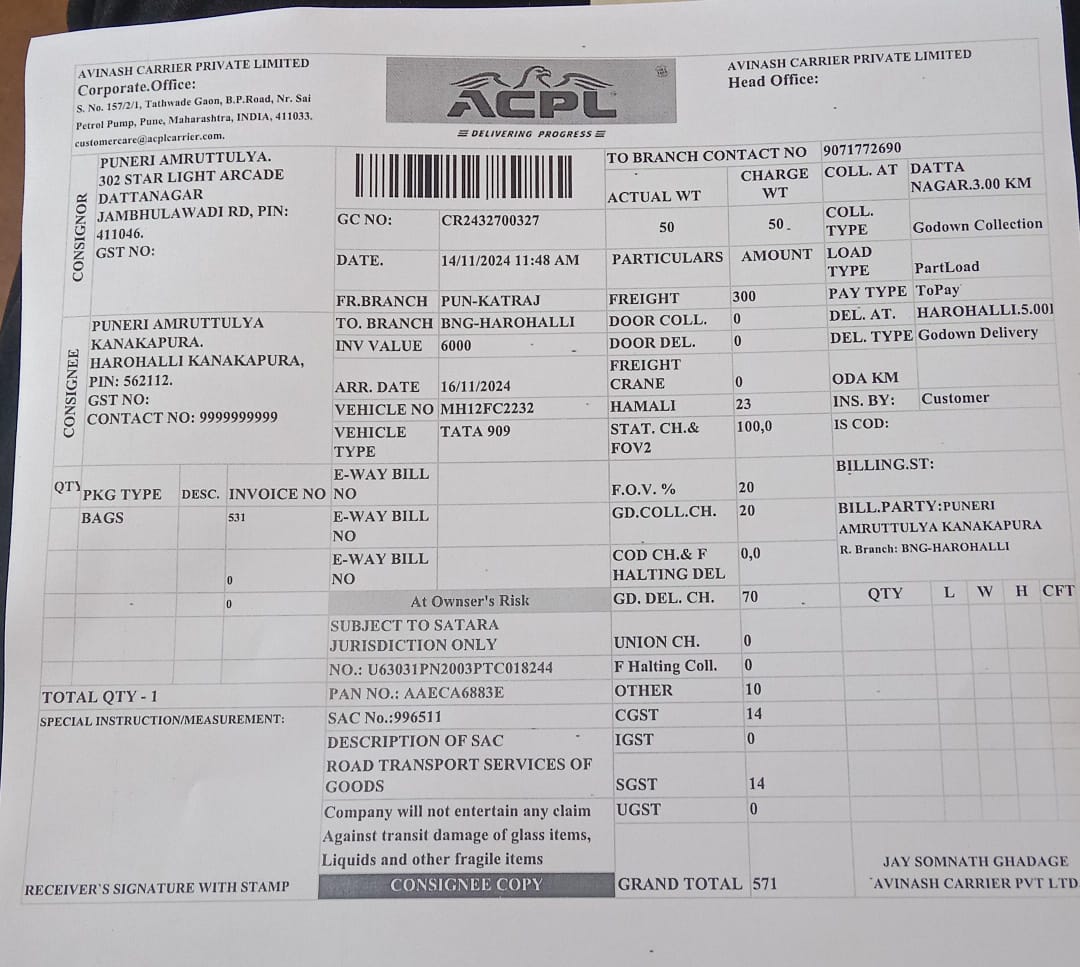 AVINASH CARRIER PRIVATE LIMITED
Corporate.Office:
S. No. 157/2/1, Tathwade Gaon, B.P.Road, Nr. Sai
Petrol Pump, Pune, Maharashtra, INDIA, 411033.
customercare@acplcarrier.com.
ACPL
DELIVERING PROGRESS
AVINASH CARRIER PRIVATE LIMITED
Head Office:
CONSIGNOR
PUNERI AMRUTTULYA.
302 STAR LIGHT ARCADE
DATTANAGAR
JAMBHULAWADI RD, PIN:
411046.
GST NO:
CONSIGNEE
PUNERI AMRUTTULYA
KANAKAPURA.
HAROHALLI KANAKAPURA,
PIN: 562112.
GST NO:
CONTACT NO: 9999999999
QTY PKG TYPE DESC. INVOICE NO
BAGS 531
0
0
TOTAL QTY - 1
SPECIAL INSTRUCTION/MEASUREMENT:
RECEIVER'S SIGNATURE WITH STAMP
GC NO: CR2432700327
DATE. 14/11/2024 11:48 AM
FR.BRANCH PUN-KATRAJ
TO. BRANCH BNG-HAROHALLI
INV VALUE 6000
ARR. DATE 16/11/2024
VEHICLE NO MH12FC2232
VEHICLE TATA 909
TYPE
E-WAY BILL
NO
E-WAY BILL
NO
E-WAY BILL
NO
At Ownser's Risk
SUBJECT TO SATARA
JURISDICTION ONLY
NO.: U63031PN2003PTC018244
PAN NO.: AAECA6883E
SAC No.:996511
DESCRIPTION OF SAC
ROAD TRANSPORT SERVICES OF
GOODS
Company will not entertain any claim
Against transit damage of glass items,
Liquids and other fragile items
CONSIGNEE COPY
TO BRANCH CONTACT NO 9071772690
ACTUAL WT CHARGE
WT
50 50
PARTICULARS AMOUNT
FREIGHT 300
DOOR COLL. 0
DOOR DEL. 0
FREIGHT
CRANE 0
HAMALI 23
STAT. CH.& 100,0
FOV2
F.O.V. % 20
GD.COLL.CH. 20
COD CH.& F 0,0
HALTING DEL
GD. DEL. CH. 70
UNION CH. 0
F Halting Coll. 0
OTHER 10
CGST 14
IGST 0
SGST 14
UGST 0
GRAND TOTAL 571
COLL. AT DATTA
NAGAR.3.00 KM
COLL.
TYPE Godown Collection
LOAD
TYPE PartLoad
PAY TYPE ToPay
DEL. AT. HAROHALLI.5.00
DEL. TYPE Godown Delivery
ODA KM
INS. BY: Customer
IS COD:
BILLING.ST:
BILL.PARTY:PUNERI
AMRUTTULYA KANAKAPURA
R. Branch: BNG-HAROHALLI
QTY L W H CFT
JAY SOMNATH GHADAGE
AVINASH CARRIER PVT LTD